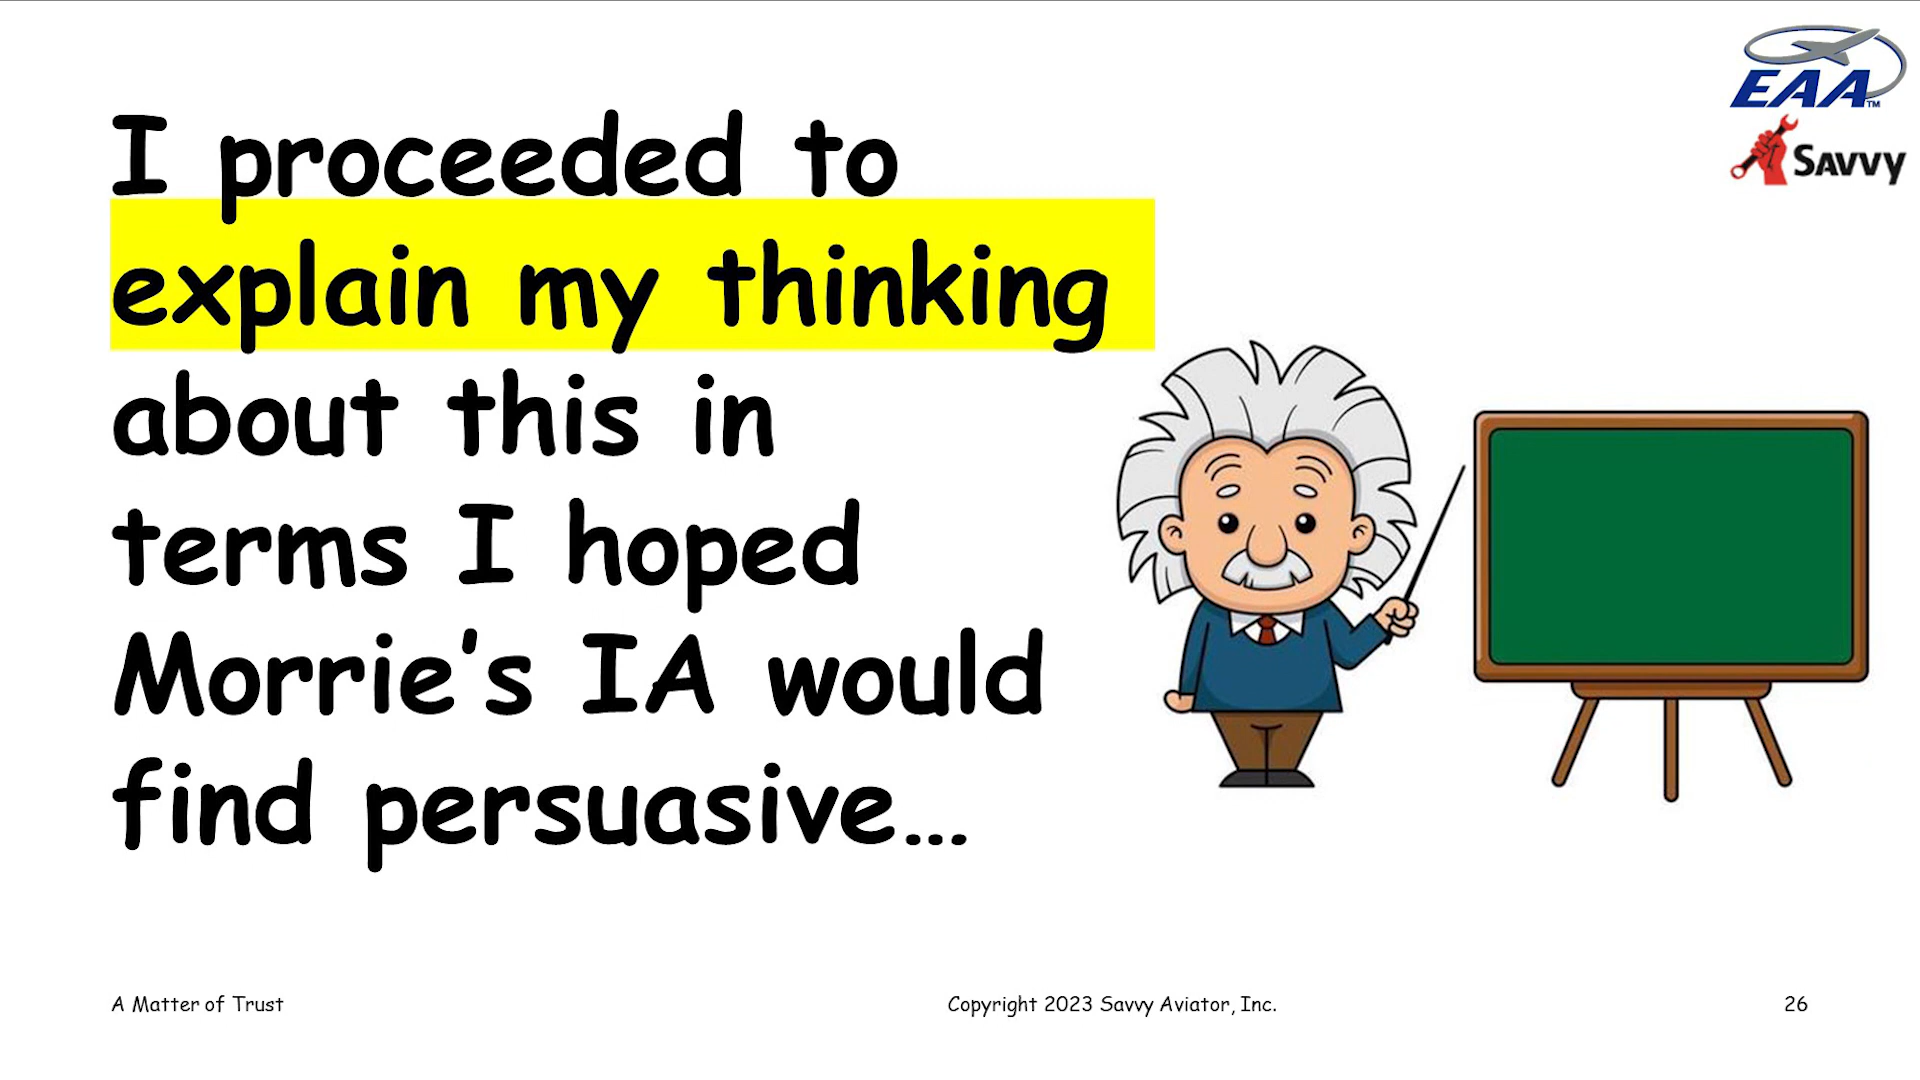 EAA™
Savvy
I proceeded to
explain my thinking
about this in
terms I hoped
Morrie’s IA would
find persuasive…
A Matter of Trust
Copyright 2023 Savvy Aviator, Inc.
26